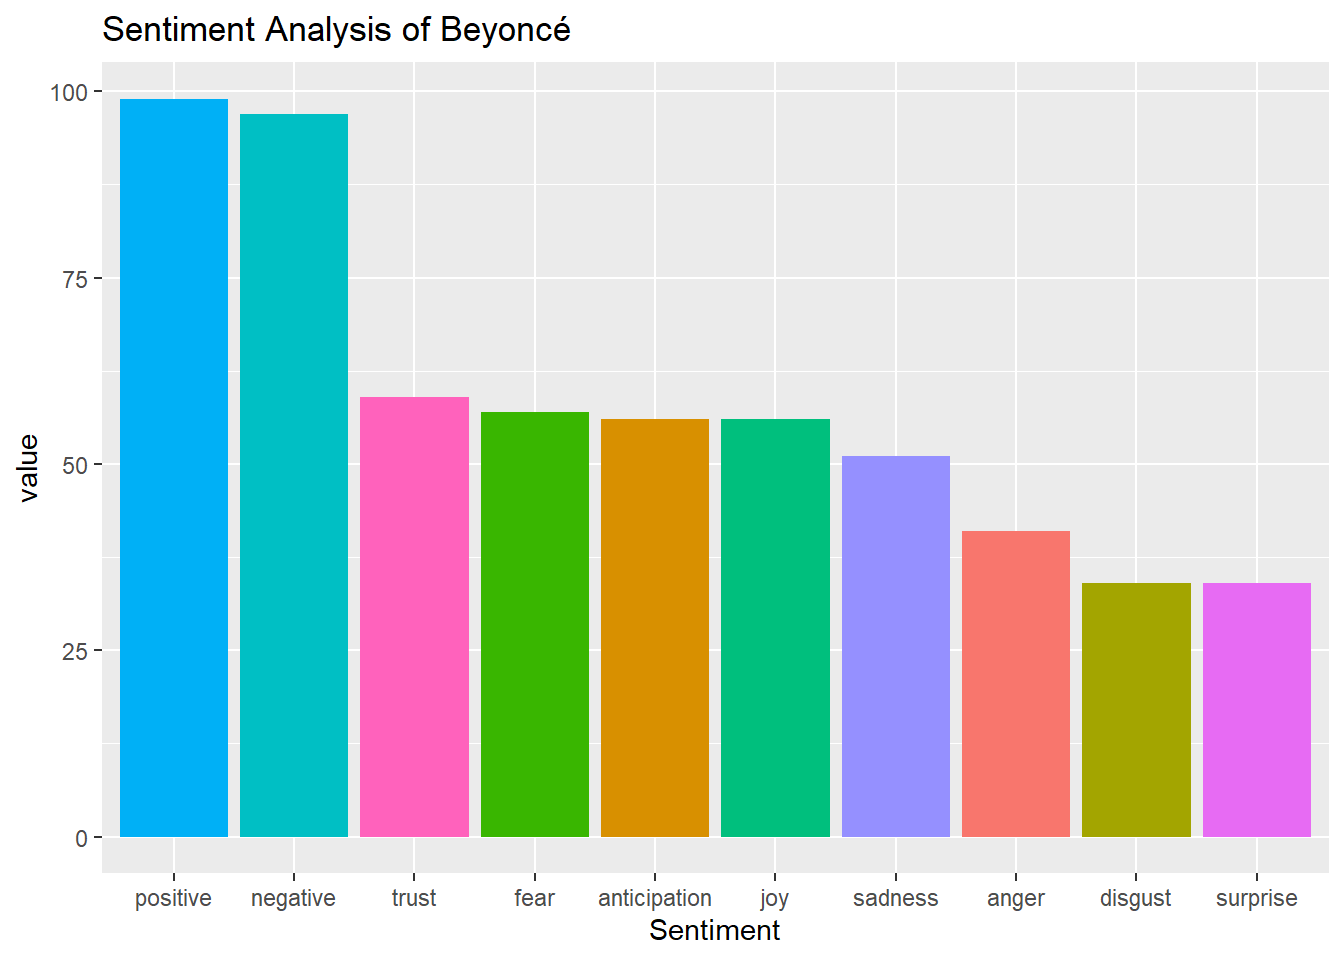 Sentiment Analysis of Beyoncé
100
75
50
25
0
value
positive negative trust fear anticipation joy sadness anger disgust surprise
Sentiment